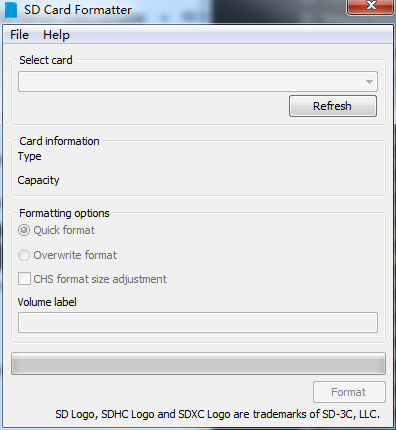 SD Card Formatter
File Help
Select card
Refresh
Card information
Type
Capacity
Formatting options
Quick format
Overwrite format
CHS format size adjustment
Volume label
Format
SD Logo, SDHC Logo and SDXC Logo are trademarks of SD-3C, LLC.